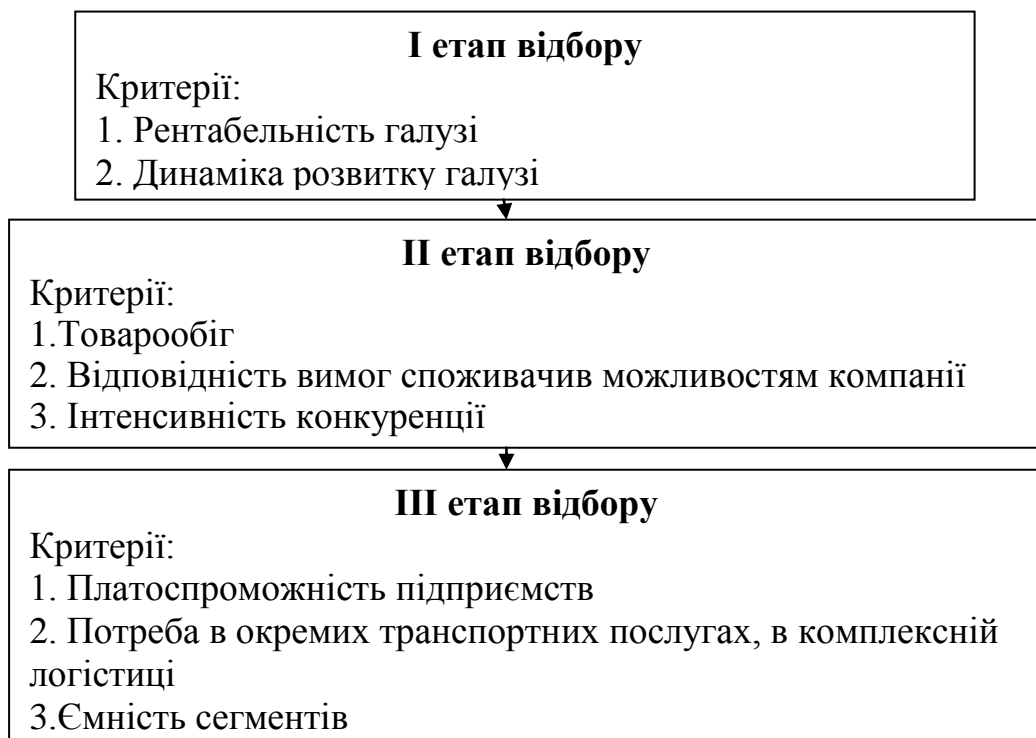 I етап відбору
Критерії:
1. Рентабельність галузі
2. Динаміка розвитку галузі
II етап відбору
Критерії:
1.Товарообіг
2. Відповідність вимог споживачив можливостям компанії
3. Інтенсивність конкуренції
III етап відбору
Критерії:
1. Платоспроможність підприємств
2. Потреба в окремих транспортних послугах, в комплексній
логістиці
3.Ємність сегментів